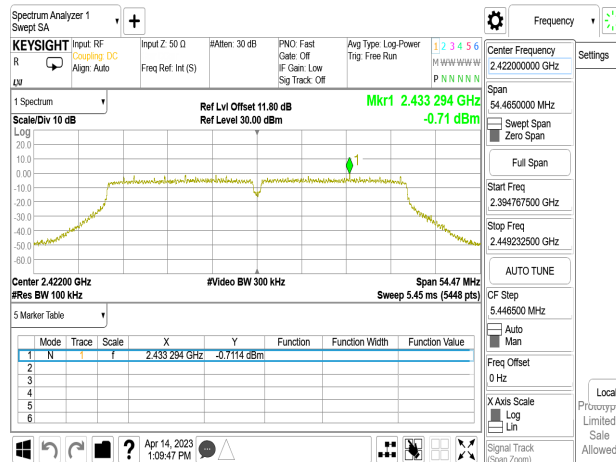 Spectrum Analyzer 1
Swept SA
Frequency
KEYSIGHT
R
Input: RF
Coupling: DC
Align: Auto
Input Z: 50 Ω
Freq Ref: Int (S)
#Atten: 30 dB
PNO: Fast
Gate: Off
IF Gain: Low
Sig Track: Off
Avg Type: Log-Power
Trig: Free Run
1 2 3 4 5 6
M W W W W W
P N N N N N
Center Frequency
2.422000000 GHz
Settings
1 Spectrum
Scale/Div 10 dB
Ref Lvl Offset 11.80 dB
Ref Level 30.00 dBm
Mkr1 2.433 294 GHz
-0.71 dBm
Span
54.4650000 MHz
Swept Span
Zero Span
Log
20.0
10.0
0.00
-10.0
-20.0
-30.0
-40.0
-50.0
-60.0
1
Full Span
Start Freq
2.394767500 GHz
Stop Freq
2.449232500 GHz
AUTO TUNE
Center 2.42200 GHz
#Res BW 100 kHz
#Video BW 300 kHz
Span 54.47 MHz
Sweep 5.45 ms (5448 pts)
CF Step
5.446500 MHz
Auto
Man
5 Marker Table
Mode Trace Scale X Y Function Function Width Function Value
1 N 1 f 2.433 294 GHz -0.7114 dBm
2
3
4
5
6
Freq Offset
0 Hz
X Axis Scale
Log
Lin
Local
Prototype
Limited
Sale
Allowed
Signal Track
(Span Zoom)
Apr 14, 2023
1:09:47 PM